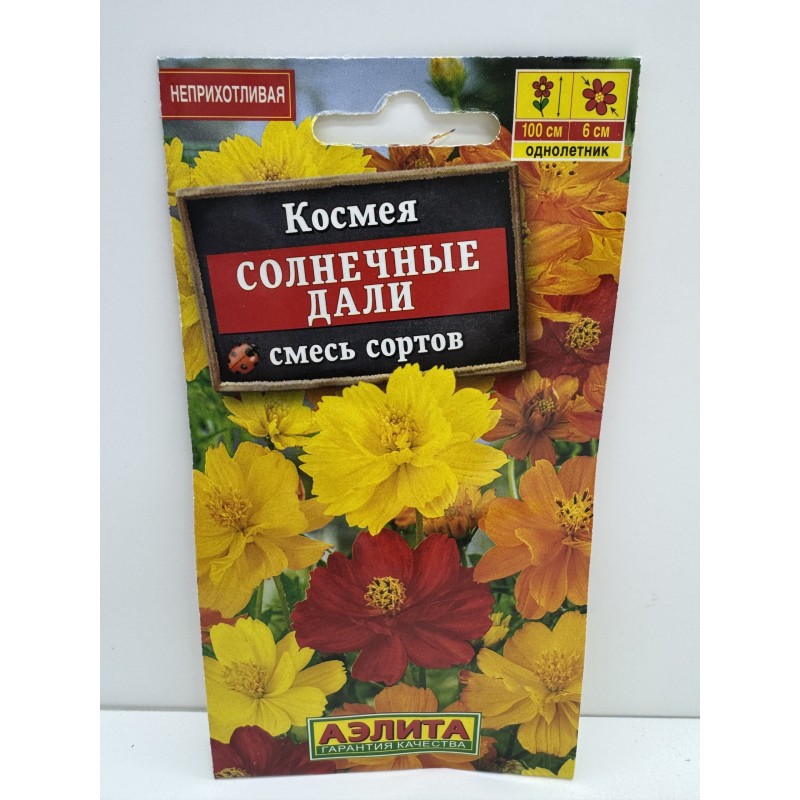 НЕПРИХОТЛИВАЯ
100 см 6 см
однолетник
Космея
СОЛНЕЧНЫЕ
ДАЛИ
смесь сортов
АЭЛИТА
ГАРАНТИЯ КАЧЕСТВА